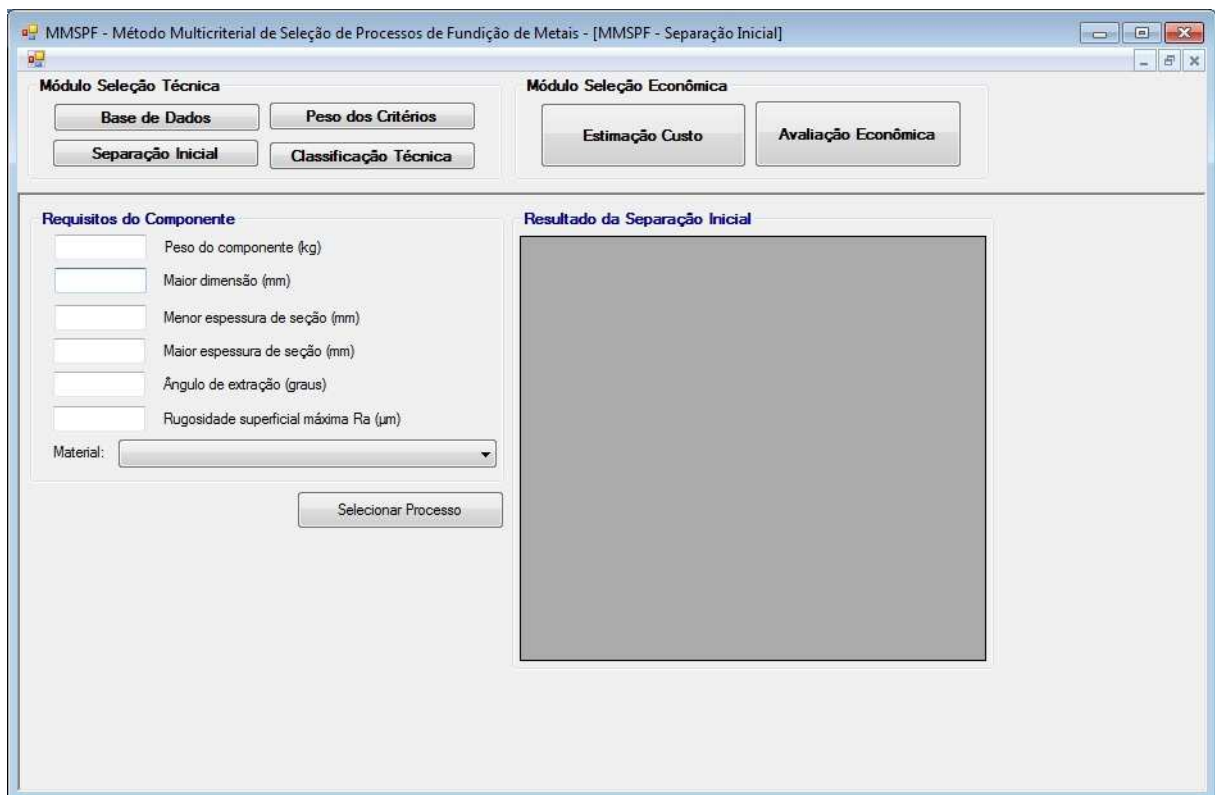 MMSPF - Método Multicriterial de Seleção de Processos de Fundição de Metais - [MMSPF - Separação Inicial]
Módulo Seleção Técnica
Base de Dados
Peso dos Critérios
Separação Inicial
Classificação Técnica
Módulo Seleção Econômica
Estimação Custo
Avaliação Econômica
Requisitos do Componente
Peso do componente (kg)
Maior dimensão (mm)
Menor espessura de seção (mm)
Maior espessura de seção (mm)
Ângulo de extração (graus)
Rugosidade superficial máxima Ra (µm)
Material:
Selecionar Processo
Resultado da Separação Inicial